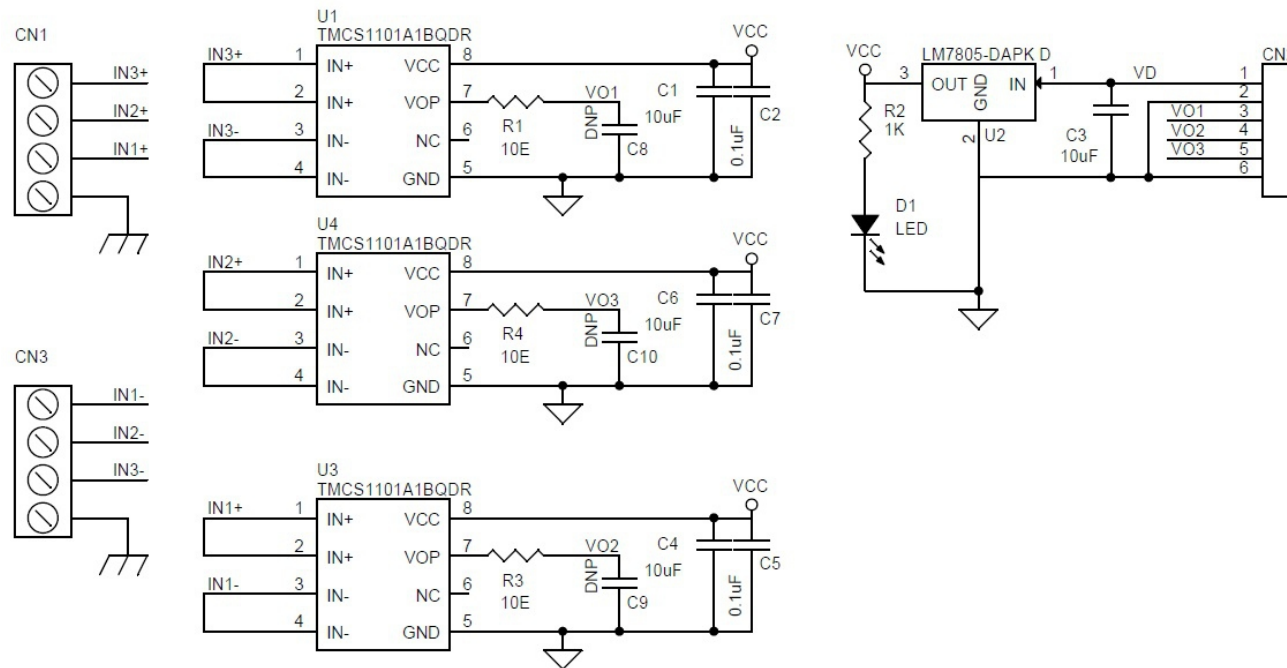 CN1
IN3+
IN2+
IN1+
CN3
IN1-
IN2-
IN3-
U1
TMCS1101A1BQDR
IN3+
1
IN+
2
IN+
IN3-
3
IN-
4
IN-
VCC
8
VOP
7
NC
6
GND
5
R1
10E
VO1
DNP
C8
C1
10uF
0.1uF
C2
VCC
U4
TMCS1101A1BQDR
IN2+
1
IN+
2
IN+
IN2-
3
IN-
4
IN-
VCC
8
VOP
7
NC
6
GND
5
R4
10E
VO3
DNP
C10
C6
10uF
0.1uF
C7
VCC
U3
TMCS1101A1BQDR
IN1+
1
IN+
2
IN+
IN1-
3
IN-
4
IN-
VCC
8
VOP
7
NC
6
GND
5
R3
10E
VO2
DNP
C9
C4
10uF
0.1uF
C5
VCC
VCC
LM7805-DAPK D
3
OUT
GND
IN
1
2
U2
R2
1K
D1
LED
C3
10uF
VD
VO1
VO2
VO3
1
2
3
4
5
6